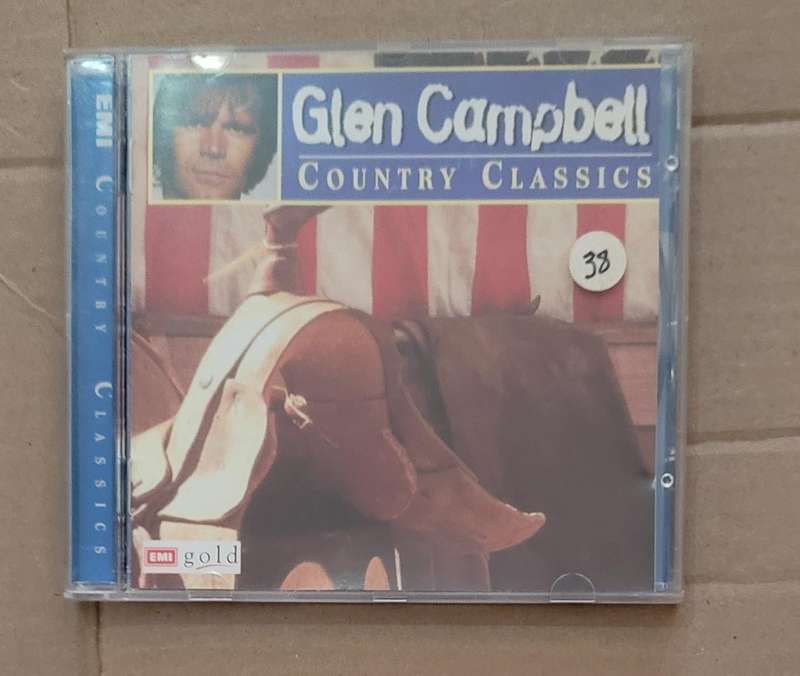 EMI COUNTRY CLASSICS
Glen Campbell
COUNTRY CLASSICS
38
EMI gold